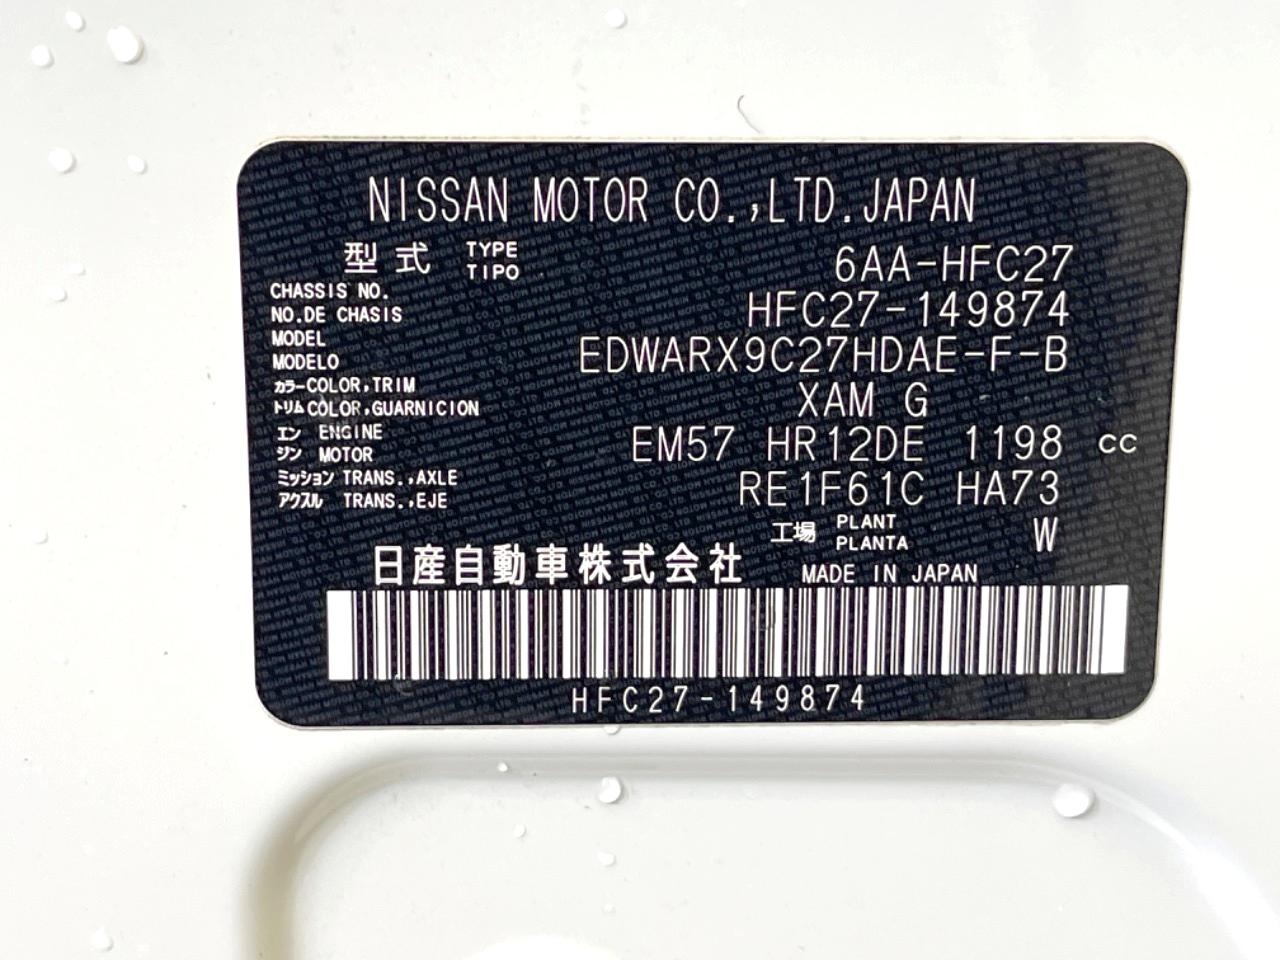 NISSAN MOTOR CO.,LTD.JAPAN
型式 TYPE TIPO 6AA-HFC27
CHASSIS NO.
NO.DE CHASIS HFC27-149874
MODEL
MODELO EDWARX9C27HDAE-F-B
カラー COLOR,TRIM
トリム COLOR,GUARNICION XAM G
エン ENGINE
ジン MOTOR EM57 HR12DE 1198 cc
ミッション TRANS.,AXLE
アクスル TRANS.,EJE RE1F61C HA73
工場 PLANT PLANTA W
日産自動車株式会社 MADE IN JAPAN
HFC27-149874